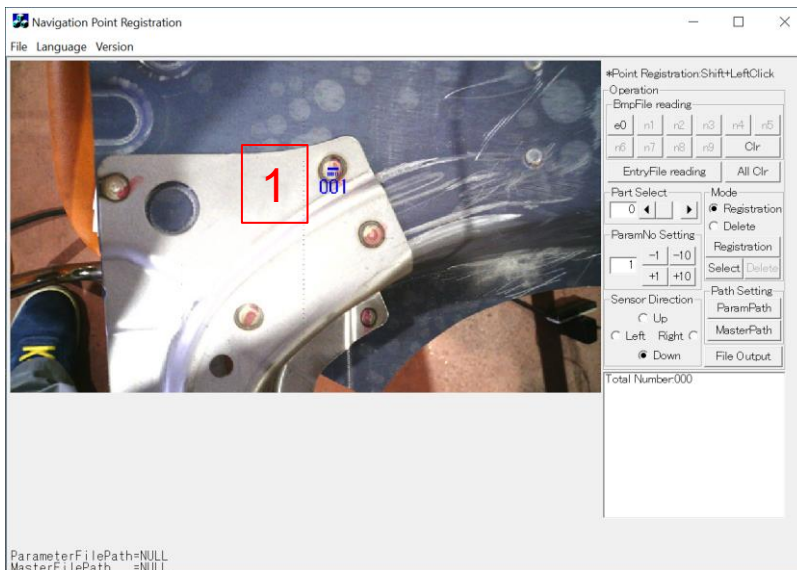 Navigation Point Registration
File Language Version
1
001
*Point Registration:Shift+LeftClick
Operation
BmpFile reading
e0 n1 n2 n3 n4 n5
n6 n7 n8 n9 Clr
EntryFile reading All Clr
Part Select
0
Mode
Registration
Delete
ParamNo Setting
1 -1 -10
+1 +10
Registration
Select Delete
Sensor Direction
Up
Left Right
Down
Path Setting
ParamPath
MasterPath
File Output
Total Number:000
ParameterFilePath=NULL
MasterFilePath =NULL